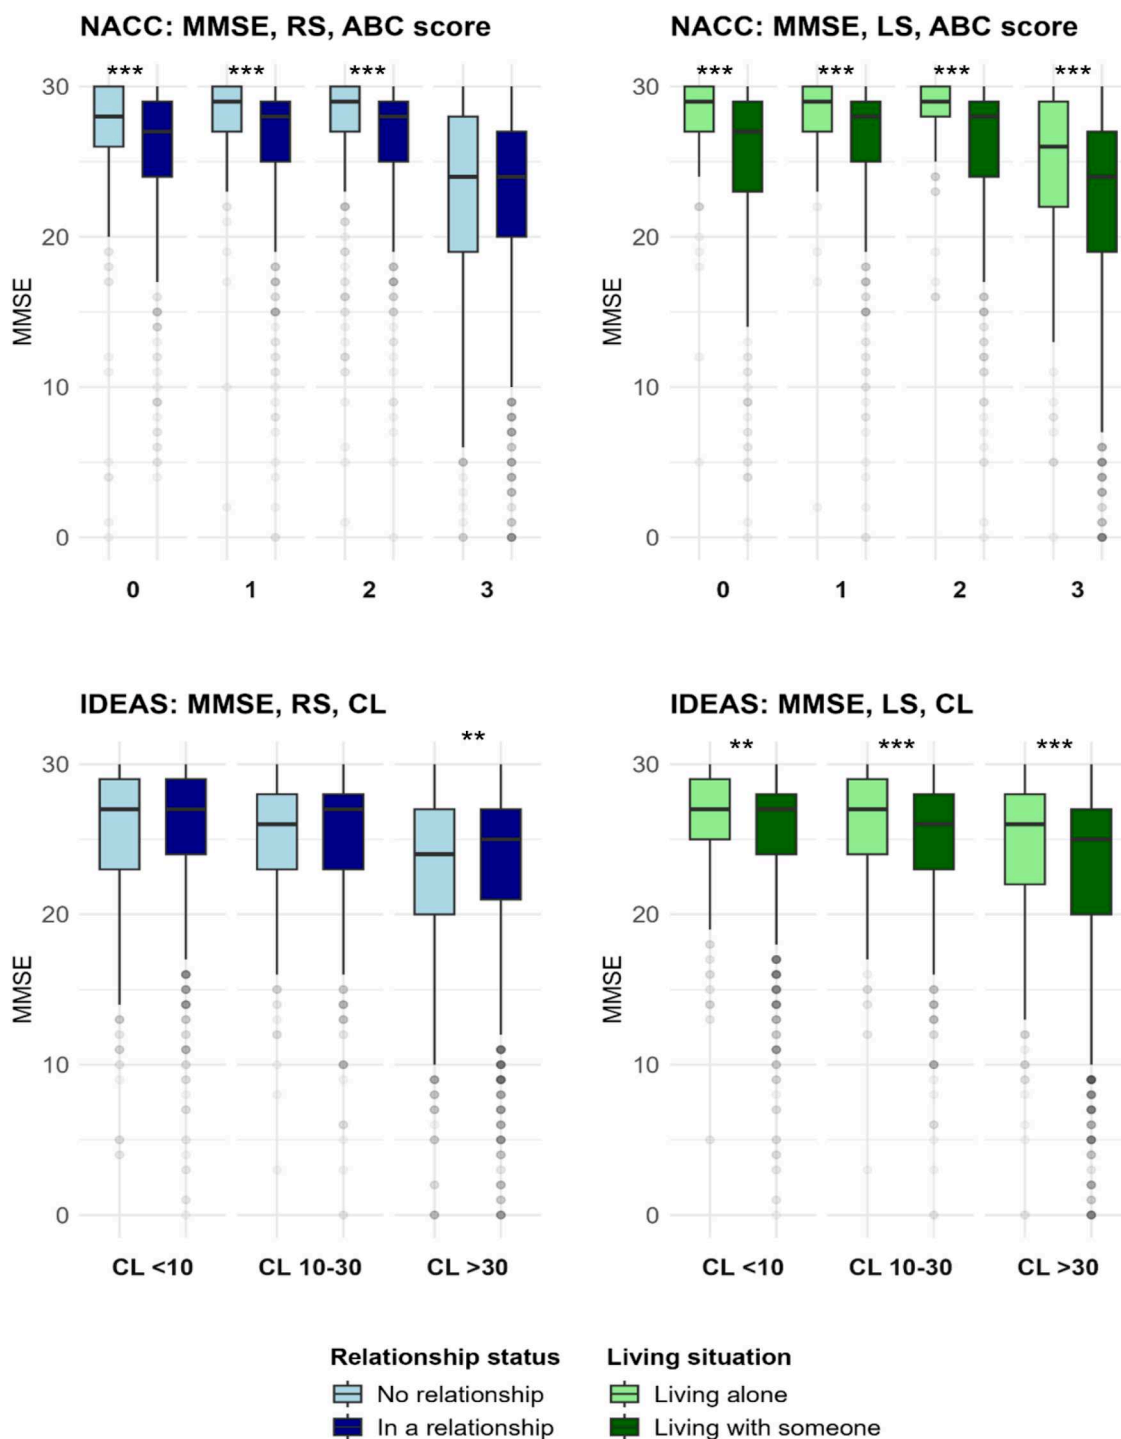 NACC: MMSE, RS, ABC score
*** *** ***
MMSE
30
20
10
0
0 1 2 3
NACC: MMSE, LS, ABC score
*** *** *** ***
MMSE
30
20
10
0
0 1 2 3
IDEAS: MMSE, RS, CL
**
MMSE
30
20
10
0
CL <10 CL 10-30 CL >30
IDEAS: MMSE, LS, CL
** *** ***
MMSE
30
20
10
0
CL <10 CL 10-30 CL >30
Relationship status
No relationship
In a relationship
Living situation
Living alone
Living with someone